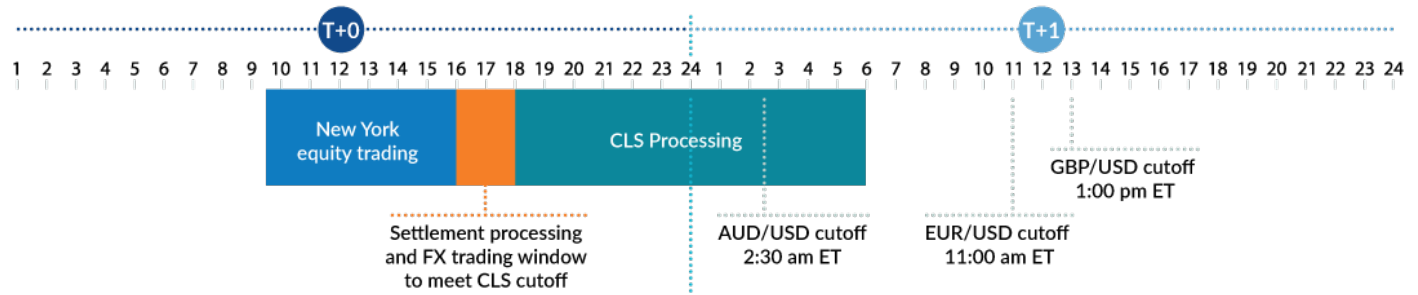 T+0
T+1
1 2 3 4 5 6 7 8 9 10 11 12 13 14 15 16 17 18 19 20 21 22 23 24 1 2 3 4 5 6 7 8 9 10 11 12 13 14 15 16 17 18 19 20 21 22 23 24
New York
equity trading
CLS Processing
Settlement processing
and FX trading window
to meet CLS cutoff
AUD/USD cutoff
2:30 am ET
EUR/USD cutoff
11:00 am ET
GBP/USD cutoff
1:00 pm ET